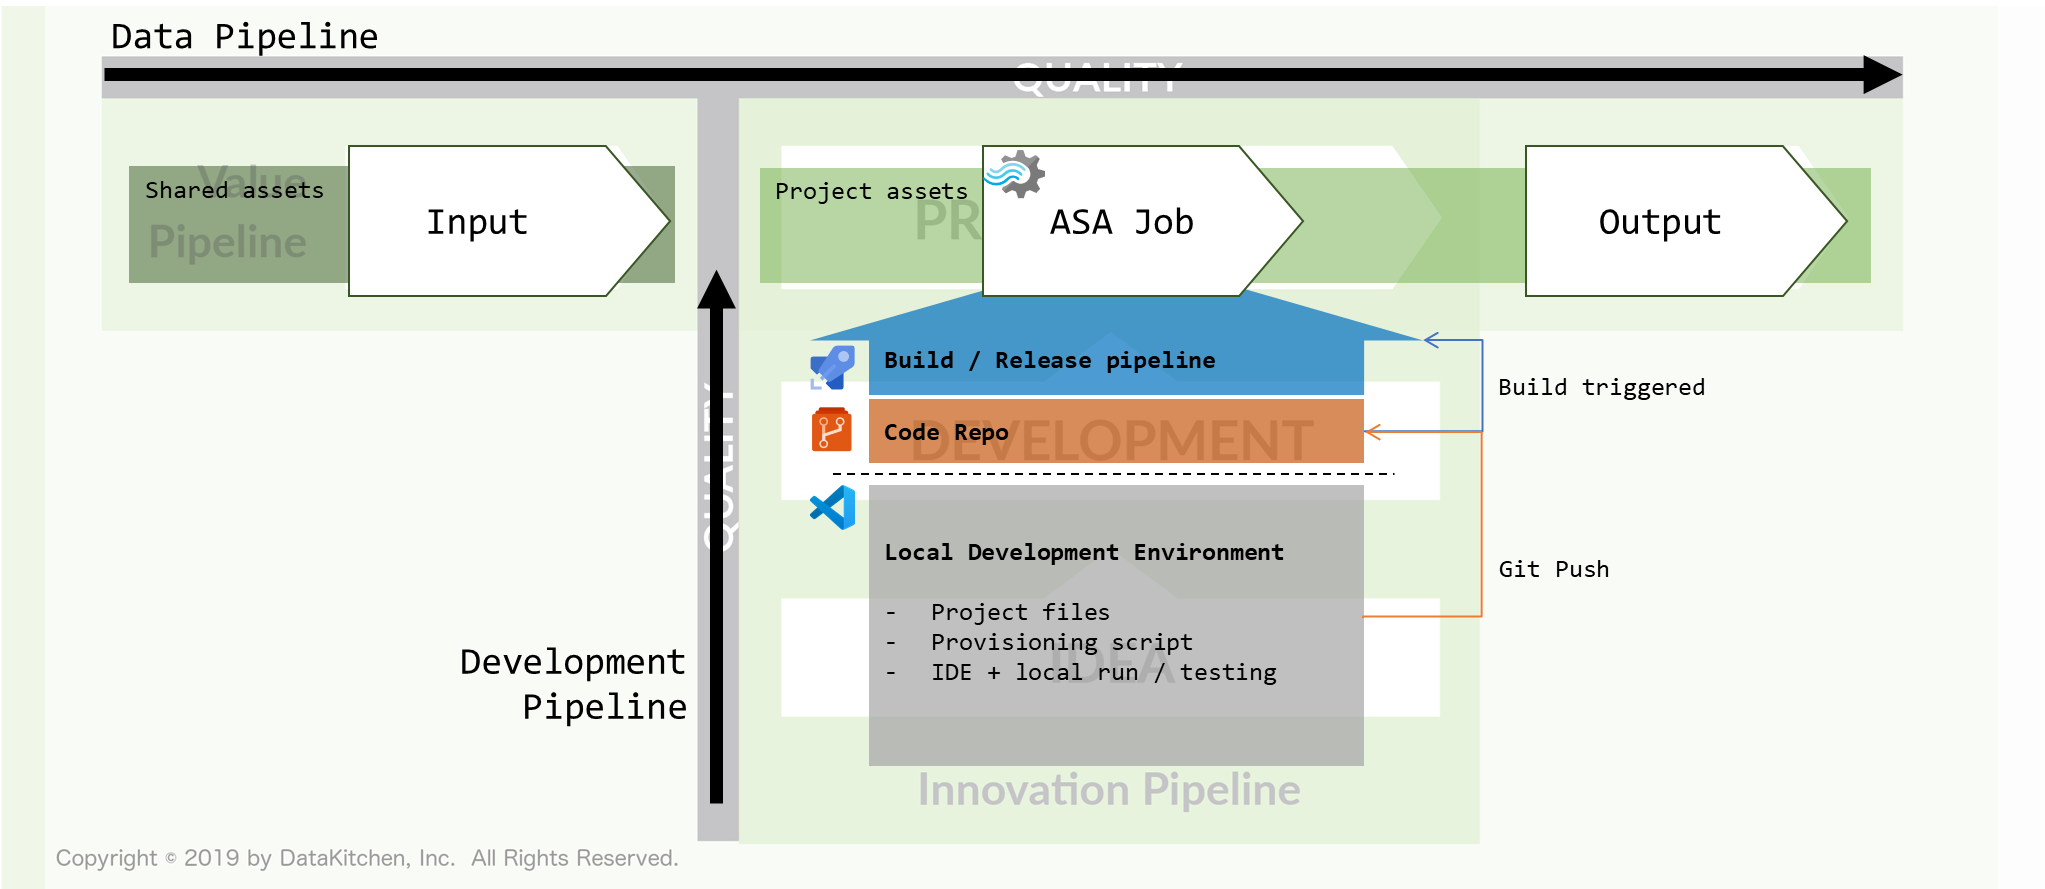 Data Pipeline
QUALITY
Value
Pipeline
Shared assets
Input
Project assets
PR
ASA Job
Output
Build / Release pipeline
Build triggered
QUALITY
DEVELOPMENT
Code Repo
Local Development Environment
Git Push
- Project files
- Provisioning script
- IDE + local run / testing
IDEA
Development
Pipeline
Innovation Pipeline
Copyright © 2019 by DataKitchen, Inc. All Rights Reserved.